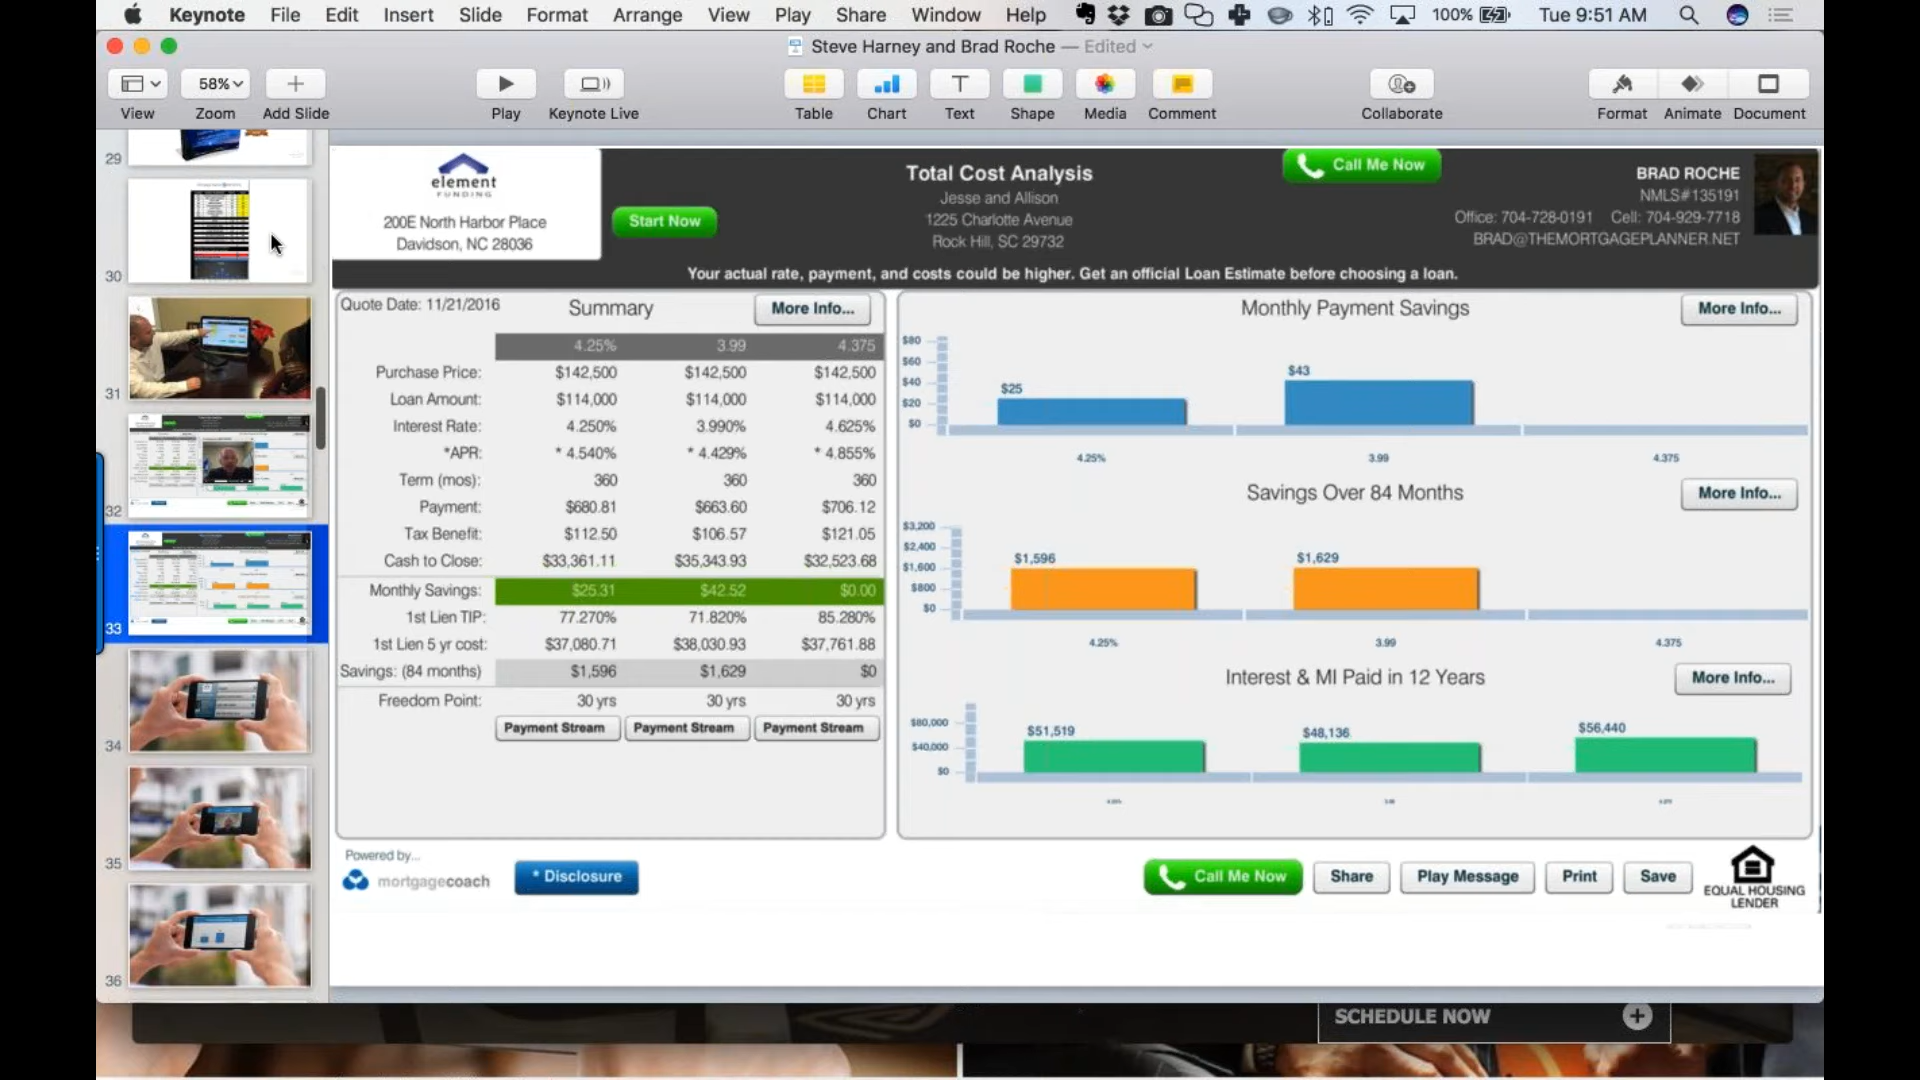 Keynote File Edit Insert Slide Format Arrange View Play Share Window Help 100% Tue 9:51 AM
Steve Harney and Brad Roche — Edited
58%
View Zoom Add Slide Play Keynote Live Table Chart Text Shape Media Comment Collaborate Format Animate Document
29
30
31
32
33
34
35
36
element
FUNDING
200E North Harbor Place
Davidson, NC 28036
Start Now
Total Cost Analysis
Jesse and Allison
1225 Charlotte Avenue
Rock Hill, SC 29732
Call Me Now
BRAD ROCHE
NMLS#135191
Office: 704-728-0191 Cell: 704-929-7718
BRAD@THEMORTGAGEPLANNER.NET
Your actual rate, payment, and costs could be higher. Get an official Loan Estimate before choosing a loan.
Quote Date: 11/21/2016 Summary More Info...
4.25% 3.99 4.375
Purchase Price: $142,500 $142,500 $142,500
Loan Amount: $114,000 $114,000 $114,000
Interest Rate: 4.250% 3.990% 4.625%
*APR: * 4.540% * 4.429% * 4.855%
Term (mos): 360 360 360
Payment: $680.81 $663.60 $706.12
Tax Benefit: $112.50 $106.57 $121.05
Cash to Close: $33,361.11 $35,343.93 $32,523.68
Monthly Savings: $25.31 $42.52 $0.00
1st Lien TIP: 77.270% 71.820% 85.280%
1st Lien 5 yr cost: $37,080.71 $38,030.93 $37,761.88
Savings: (84 months) $1,596 $1,629 $0
Freedom Point: 30 yrs 30 yrs 30 yrs
Payment Stream Payment Stream Payment Stream
Monthly Payment Savings More Info...
$80
$60
$40
$20
$0
$25 $43
4.25% 3.99 4.375
Savings Over 84 Months More Info...
$3,200
$2,400
$1,600
$800
$0
$1,596 $1,629
4.25% 3.99 4.375
Interest & MI Paid in 12 Years More Info...
$80,000
$40,000
$0
$51,519 $48,136 $56,440
4.25% 3.99 4.375
Powered by...
mortgagecoach
* Disclosure
Call Me Now Share Play Message Print Save
EQUAL HOUSING
LENDER
SCHEDULE NOW